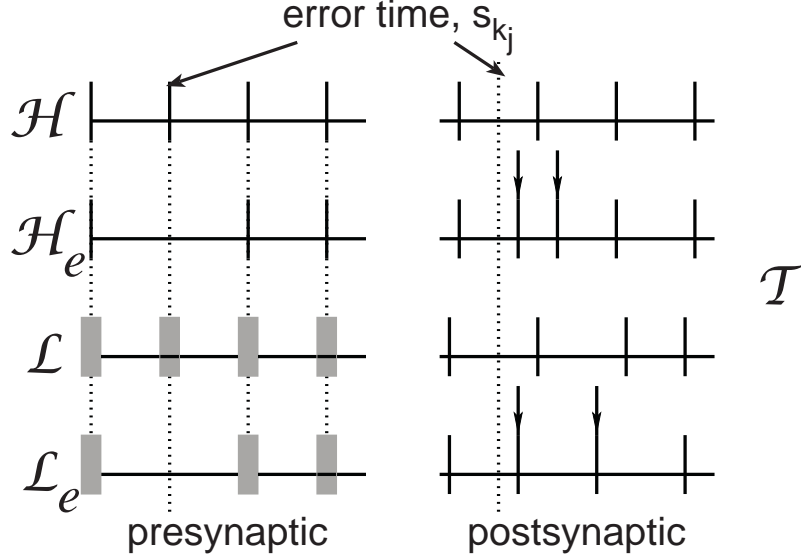 error time, s_{k_j}
ℋ
ℋ_e
𝒯
ℒ
ℒ_e
presynaptic postsynaptic